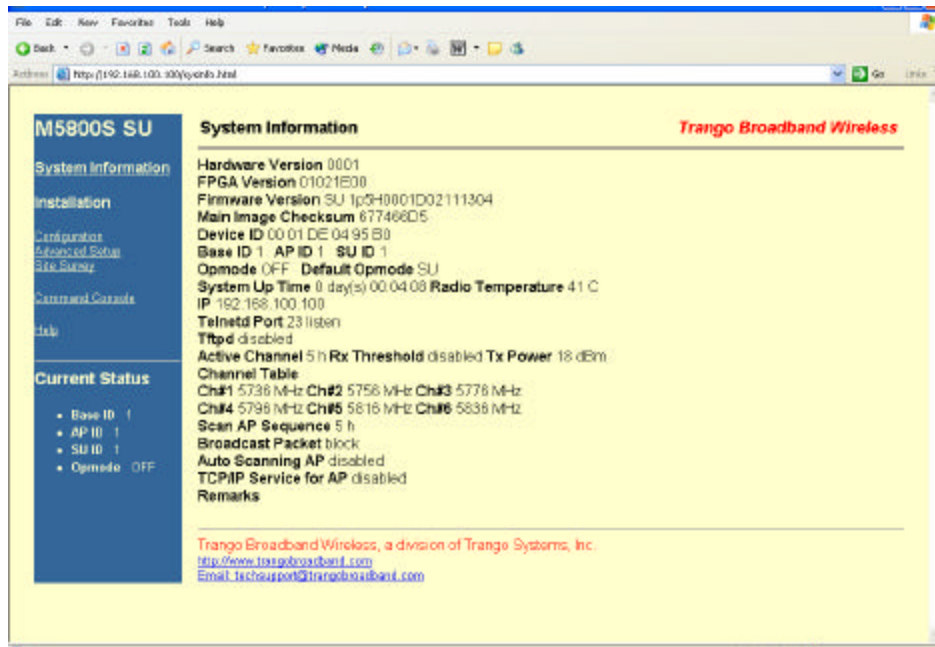 File Edit View Favorites Tools Help
Back Search Favorites Media
Address http://192.168.100.100/sysinfo.html Go Links
M5800S SU
System Information
Installation
Configuration
Advanced Setup
Site Survey
Command Console
Help
Current Status
Base ID 1
AP ID 1
SU ID 1
Opmode OFF
System Information Trango Broadband Wireless
Hardware Version 0001
FPGA Version 01021E00
Firmware Version SU 1p5H0001D02111304
Main Image Checksum 677466D5
Device ID 00 01 DE 04 95 B0
Base ID 1 AP ID 1 SU ID 1
Opmode OFF Default Opmode SU
System Up Time 0 day(s) 00:04:08 Radio Temperature 41 C
IP 192.168.100.100
Telnetd Port 23 listen
Tftpd disabled
Active Channel 5 h Rx Threshold disabled Tx Power 18 dBm
Channel Table
Ch#1 5736 MHz Ch#2 5756 MHz Ch#3 5776 MHz
Ch#4 5796 MHz Ch#5 5816 MHz Ch#6 5836 MHz
Scan AP Sequence 5 h
Broadcast Packet block
Auto Scanning AP disabled
TCP/IP Service for AP disabled
Remarks
Trango Broadband Wireless, a division of Trango Systems, Inc.
http://www.trangobroadband.com
Email: techsupport@trangobroadband.com